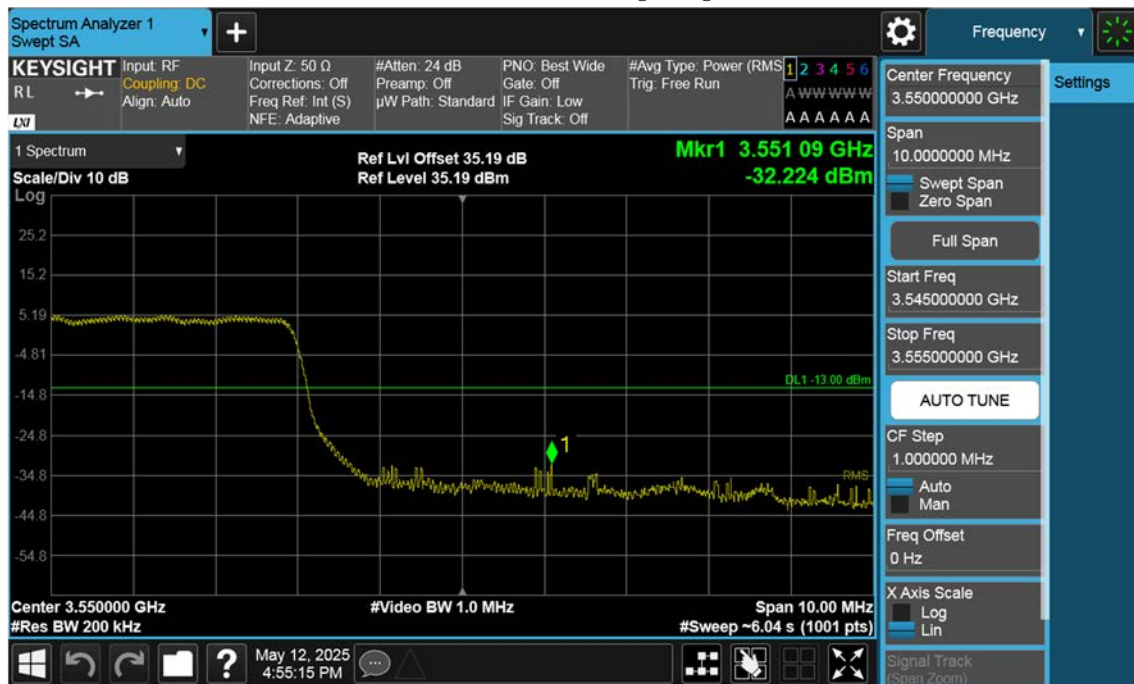 Spectrum Analyzer 1
Swept SA
+
Frequency
KEYSIGHT
RL
LXI
Input: RF
Coupling: DC
Align: Auto
Input Z: 50 Ω
Corrections: Off
Freq Ref: Int (S)
NFE: Adaptive
#Atten: 24 dB
Preamp: Off
µW Path: Standard
PNO: Best Wide
Gate: Off
IF Gain: Low
Sig Track: Off
#Avg Type: Power (RMS
Trig: Free Run
1 2 3 4 5 6
A W W W W W
A A A A A A
1 Spectrum
Scale/Div 10 dB
Log
Ref Lvl Offset 35.19 dB
Ref Level 35.19 dBm
Mkr1 3.551 09 GHz
-32.224 dBm
25.2
15.2
5.19
-4.81
-14.8
-24.8
-34.8
-44.8
-54.8
DL1 -13.00 dBm
1
RMS
Center 3.550000 GHz
#Res BW 200 kHz
#Video BW 1.0 MHz
Span 10.00 MHz
#Sweep ~6.04 s (1001 pts)
Center Frequency
3.550000000 GHz
Span
10.0000000 MHz
Swept Span
Zero Span
Full Span
Start Freq
3.545000000 GHz
Stop Freq
3.555000000 GHz
AUTO TUNE
CF Step
1.000000 MHz
Auto
Man
Freq Offset
0 Hz
X Axis Scale
Log
Lin
Signal Track
(Span Zoom)
Settings
?
May 12, 2025
4:55:15 PM